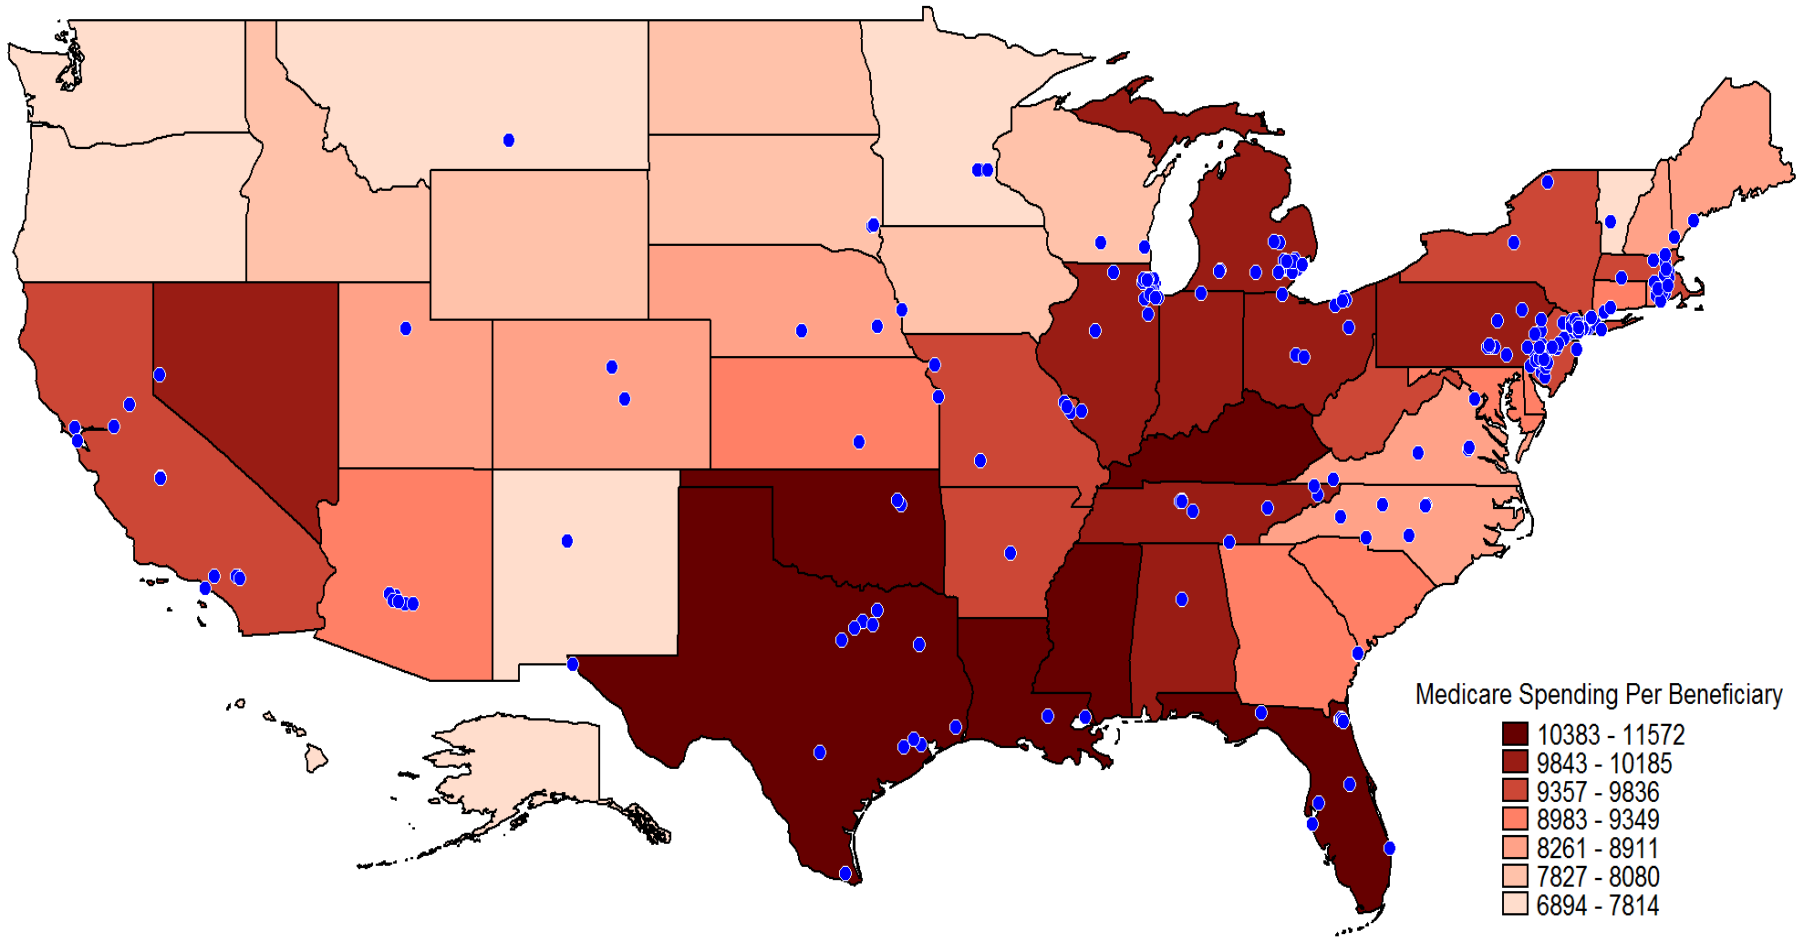 Medicare Spending Per Beneficiary
10383 - 11572
9843 - 10185
9357 - 9836
8983 - 9349
8261 - 8911
7827 - 8080
6894 - 7814